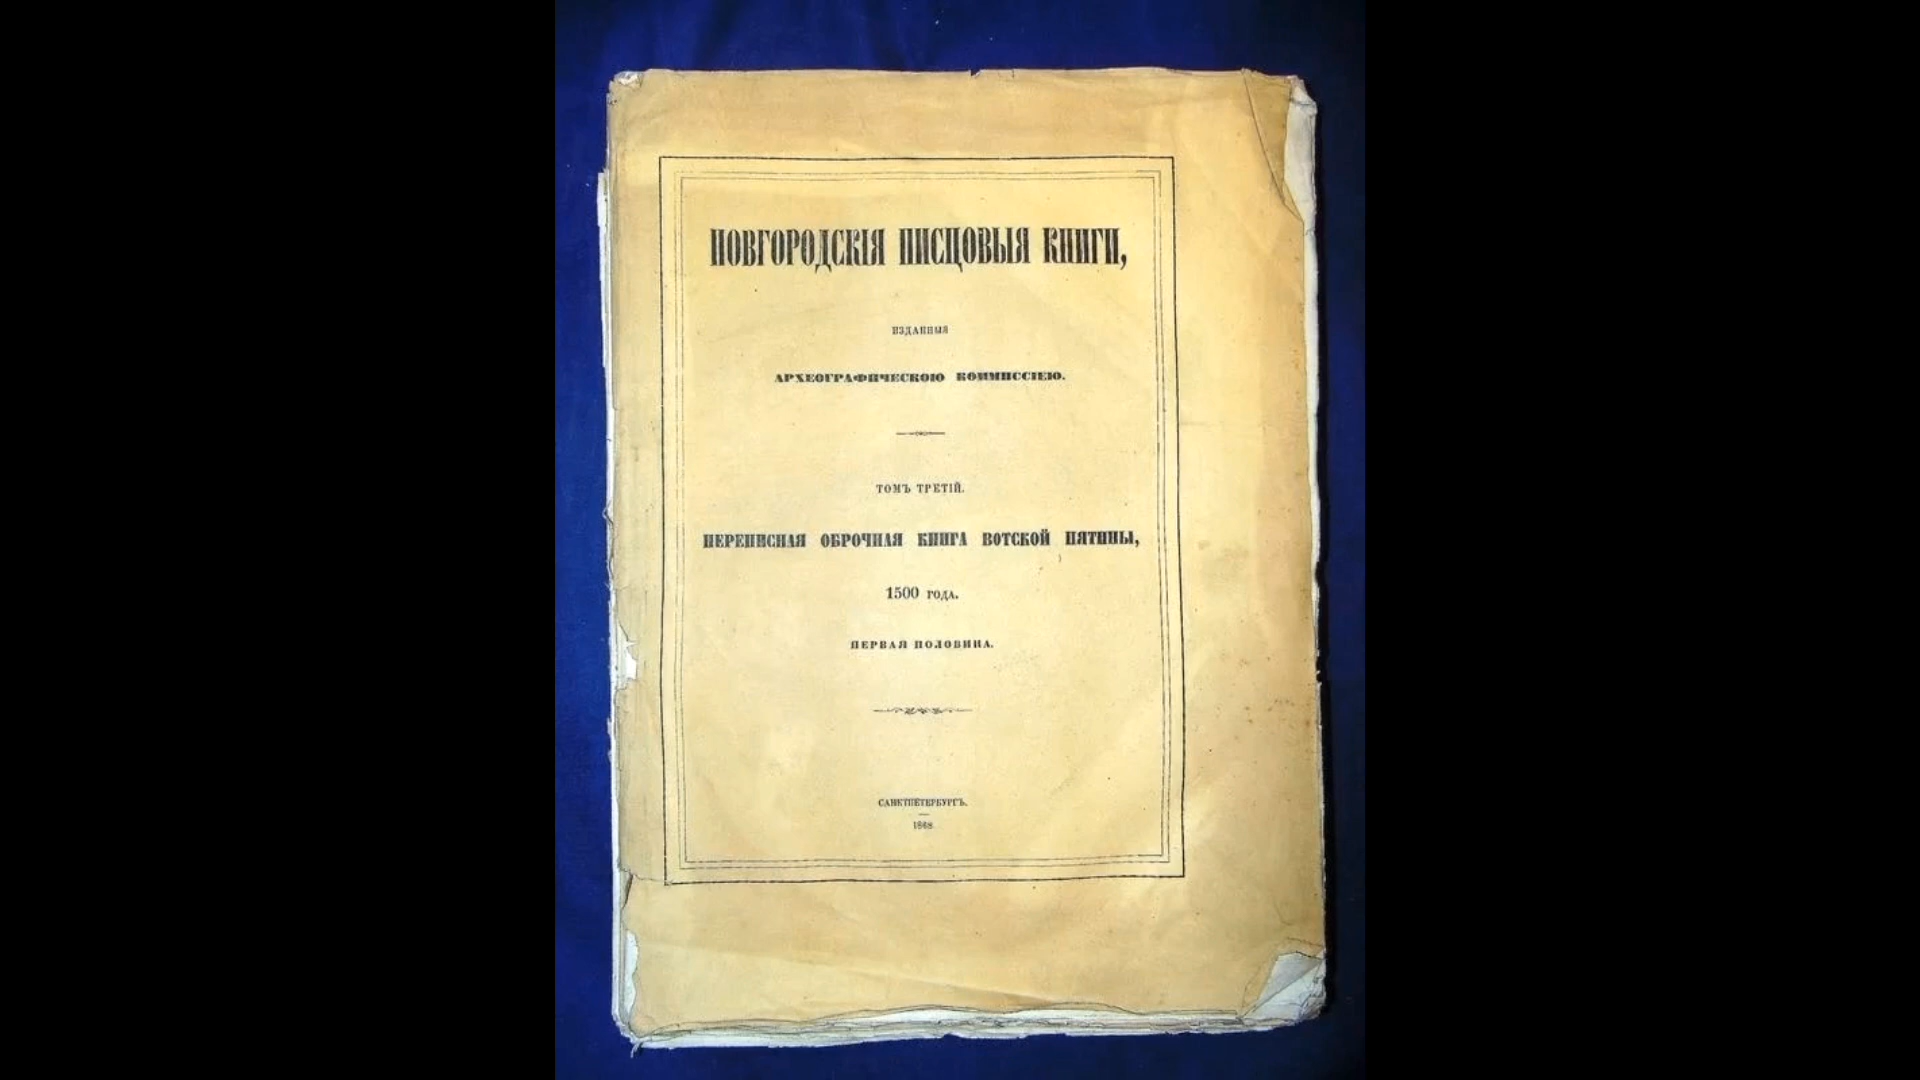 НОВГОРОДСКІЯ ПИСЦОВЫЯ КНИГИ,
ИЗДАННЫЯ
АРХЕОГРАФИЧЕСКОЮ КОММИССІЕЮ.
ТОМЪ ТРЕТІЙ.
ПЕРЕПИСНАЯ ОБРОЧНАЯ КНИГА ВОТСКОЙ ПЯТИНЫ,
1500 ГОДА.
ПЕРВАЯ ПОЛОВИНА.
САНКТПЕТЕРБУРГЪ.
1868